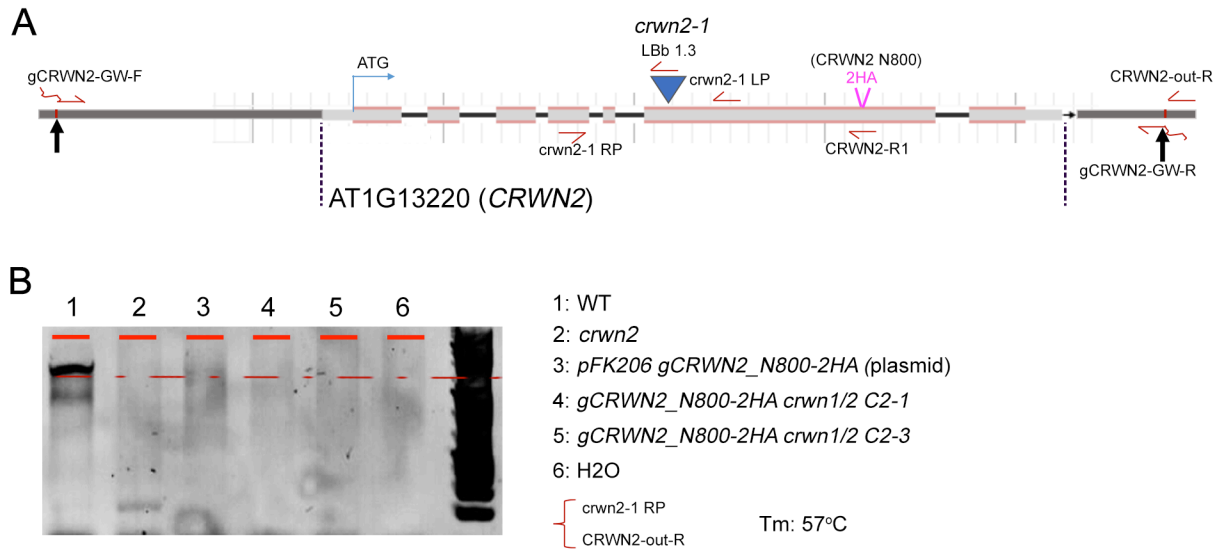 A
crwn2-1
gCRWN2-GW-F
ATG
LBb 1.3
crwn2-1 LP
(CRWN2 N800)
2HA
CRWN2-out-R
crwn2-1 RP
CRWN2-R1
gCRWN2-GW-R
AT1G13220 (CRWN2)
B
1 2 3 4 5 6
1: WT
2: crwn2
3: pFK206 gCRWN2_N800-2HA (plasmid)
4: gCRWN2_N800-2HA crwn1/2 C2-1
5: gCRWN2_N800-2HA crwn1/2 C2-3
6: H2O
crwn2-1 RP
CRWN2-out-R
Tm: 57°C